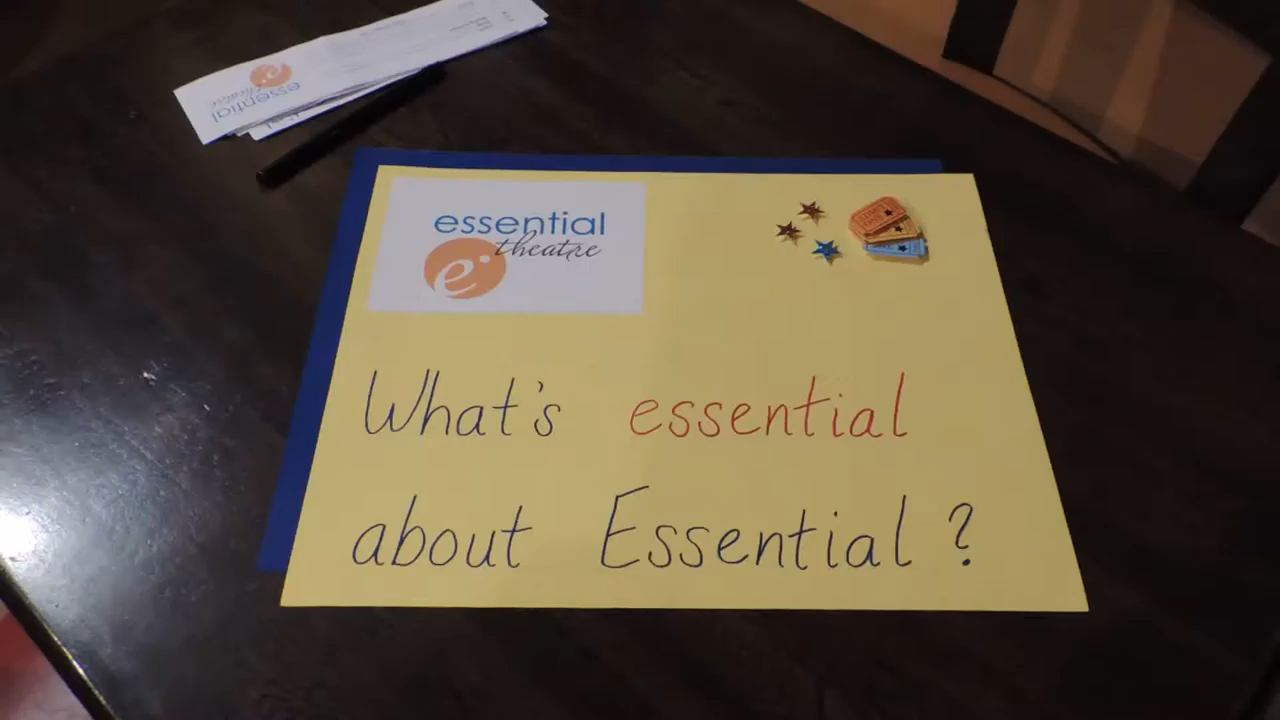 essential
theatre
e
essential
theatre
e
What's essential
about Essential ?